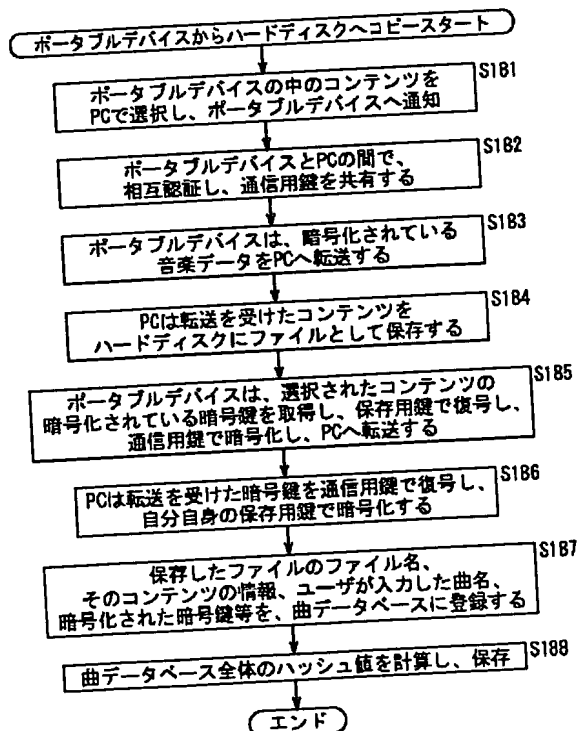 ポータブルデバイスからハードディスクへコピースタート
S181
ポータブルデバイスの中のコンテンツを
PCで選択し、ポータブルデバイスへ通知
S182
ポータブルデバイスとPCの間で、
相互認証し、通信用鍵を共有する
S183
ポータブルデバイスは、暗号化されている
音楽データをPCへ転送する
S184
PCは転送を受けたコンテンツを
ハードディスクにファイルとして保存する
S185
ポータブルデバイスは、選択されたコンテンツの
暗号化されている暗号鍵を取得し、保存用鍵で復号し、
通信用鍵で暗号化し、PCへ転送する
S186
PCは転送を受けた暗号鍵を通信用鍵で復号し、
自分自身の保存用鍵で暗号化する
S187
保存したファイルのファイル名、
そのコンテンツの情報、ユーザが入力した曲名、
暗号化された暗号鍵等を、曲データベースに登録する
S188
曲データベース全体のハッシュ値を計算し、保存
エンド